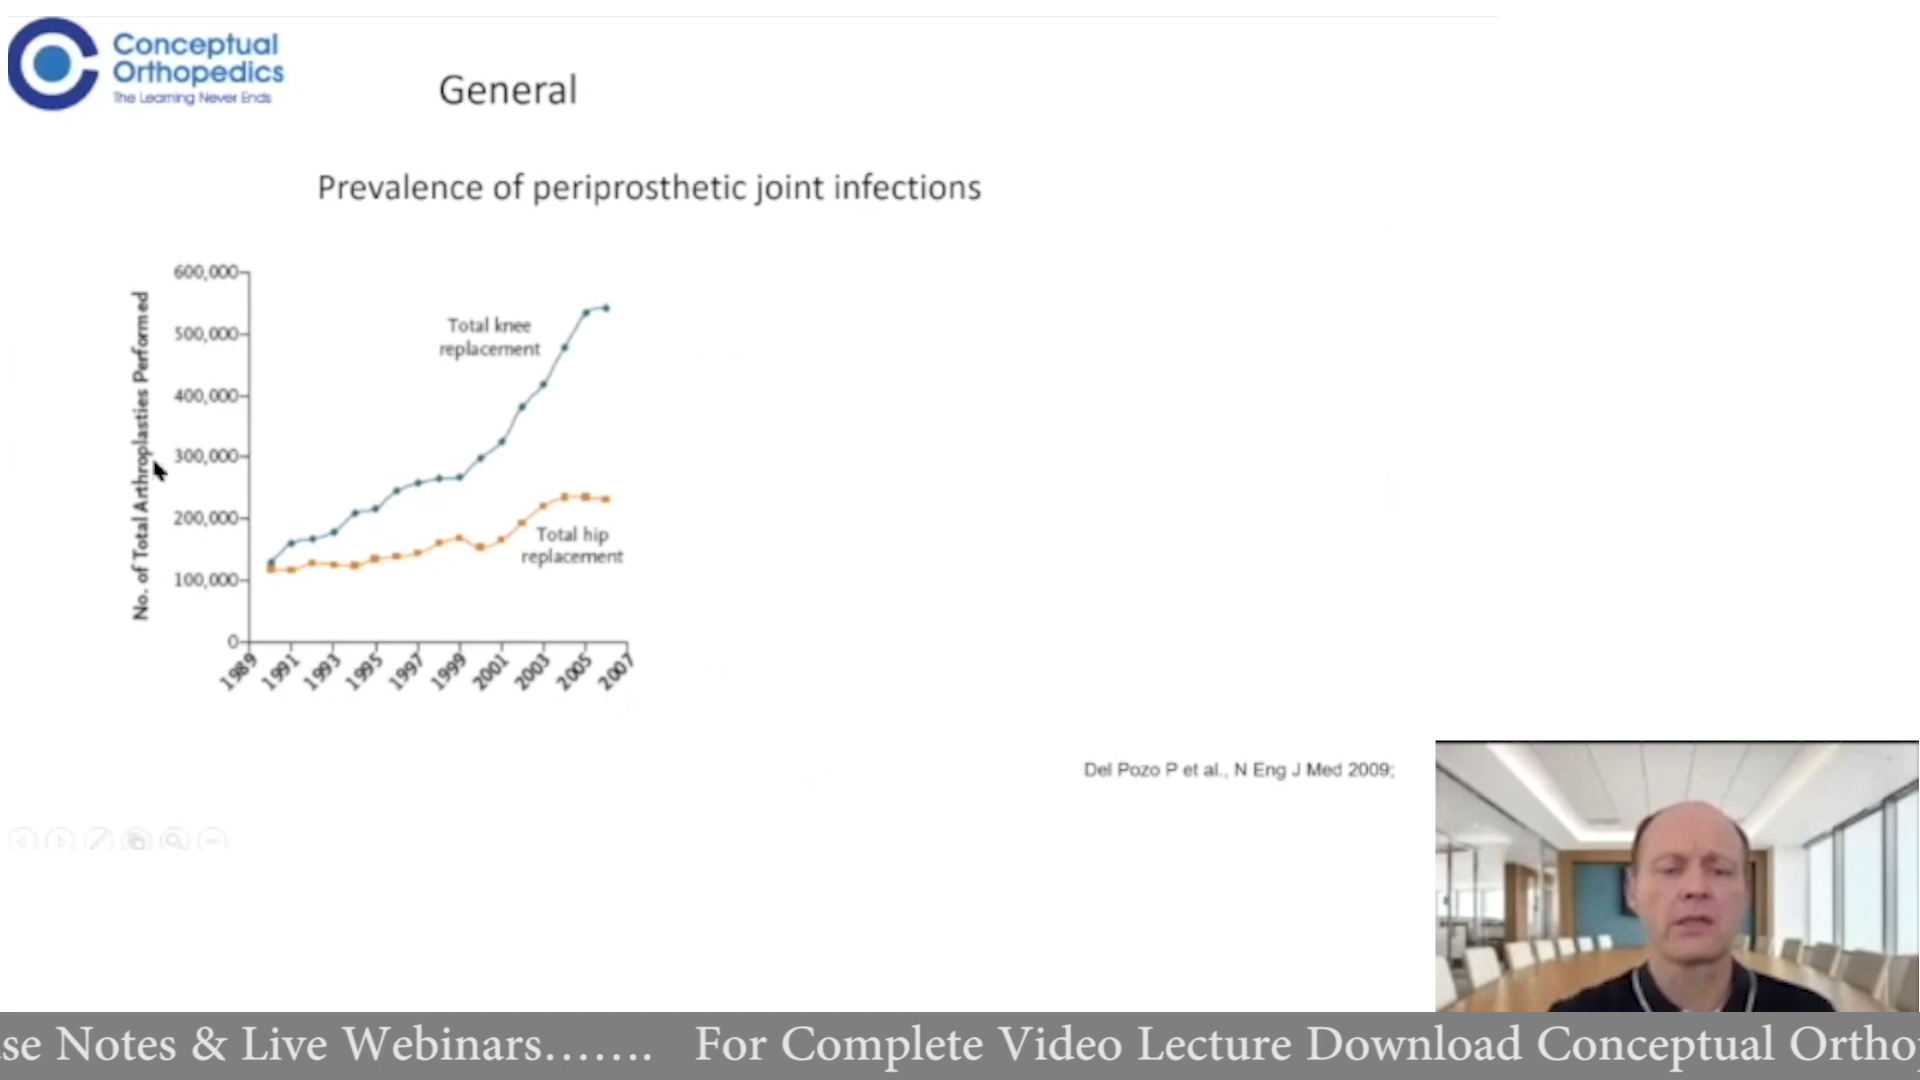 Conceptual
Orthopedics
The Learning Never Ends
General
Prevalence of periprosthetic joint infections
No. of Total Arthroplasties Performed
600,000
500,000
400,000
300,000
200,000
100,000
0
Total knee
replacement
Total hip
replacement
1989
1991
1993
1995
1997
1999
2001
2003
2005
2007
Del Pozo P et al., N Eng J Med 2009;
se Notes & Live Webinars....... For Complete Video Lecture Download Conceptual Ortho